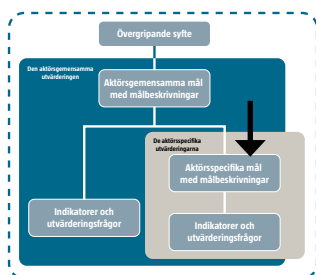 Övergripande syfte
Den aktörsgemensamma
utvärderingen
Aktörsgemensamma mål
med målbeskrivningar
De aktörsspecifika
utvärderingarna
Aktörsspecifika mål
med målbeskrivningar
Indikatorer och
utvärderingsfrågor
Indikatorer och
utvärderingsfrågor